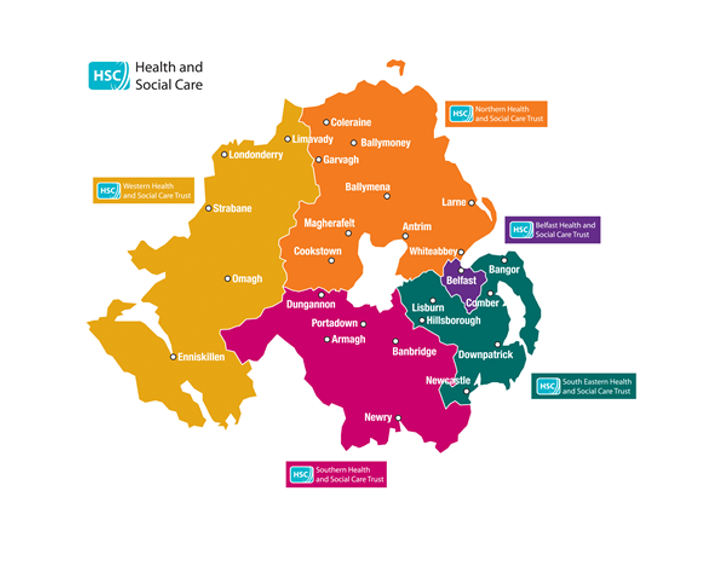 HSC
Health and
Social Care
HSC
Northern Health
and Social Care Trust
Coleraine
Limavady
Ballymoney
Londonderry
Garvagh
HSC
Western Health
and Social Care Trust
Ballymena
Strabane
Larne
Magherafelt
Antrim
HSC
Belfast Health and
Social Care Trust
Cookstown
Whiteabbey
Bangor
Omagh
Belfast
Dungannon
Lisburn
Comber
Portadown
Hillsborough
Armagh
Banbridge
Downpatrick
Enniskillen
Newcastle
HSC
South Eastern Health
and Social Care Trust
Newry
HSC
Southern Health
and Social Care Trust